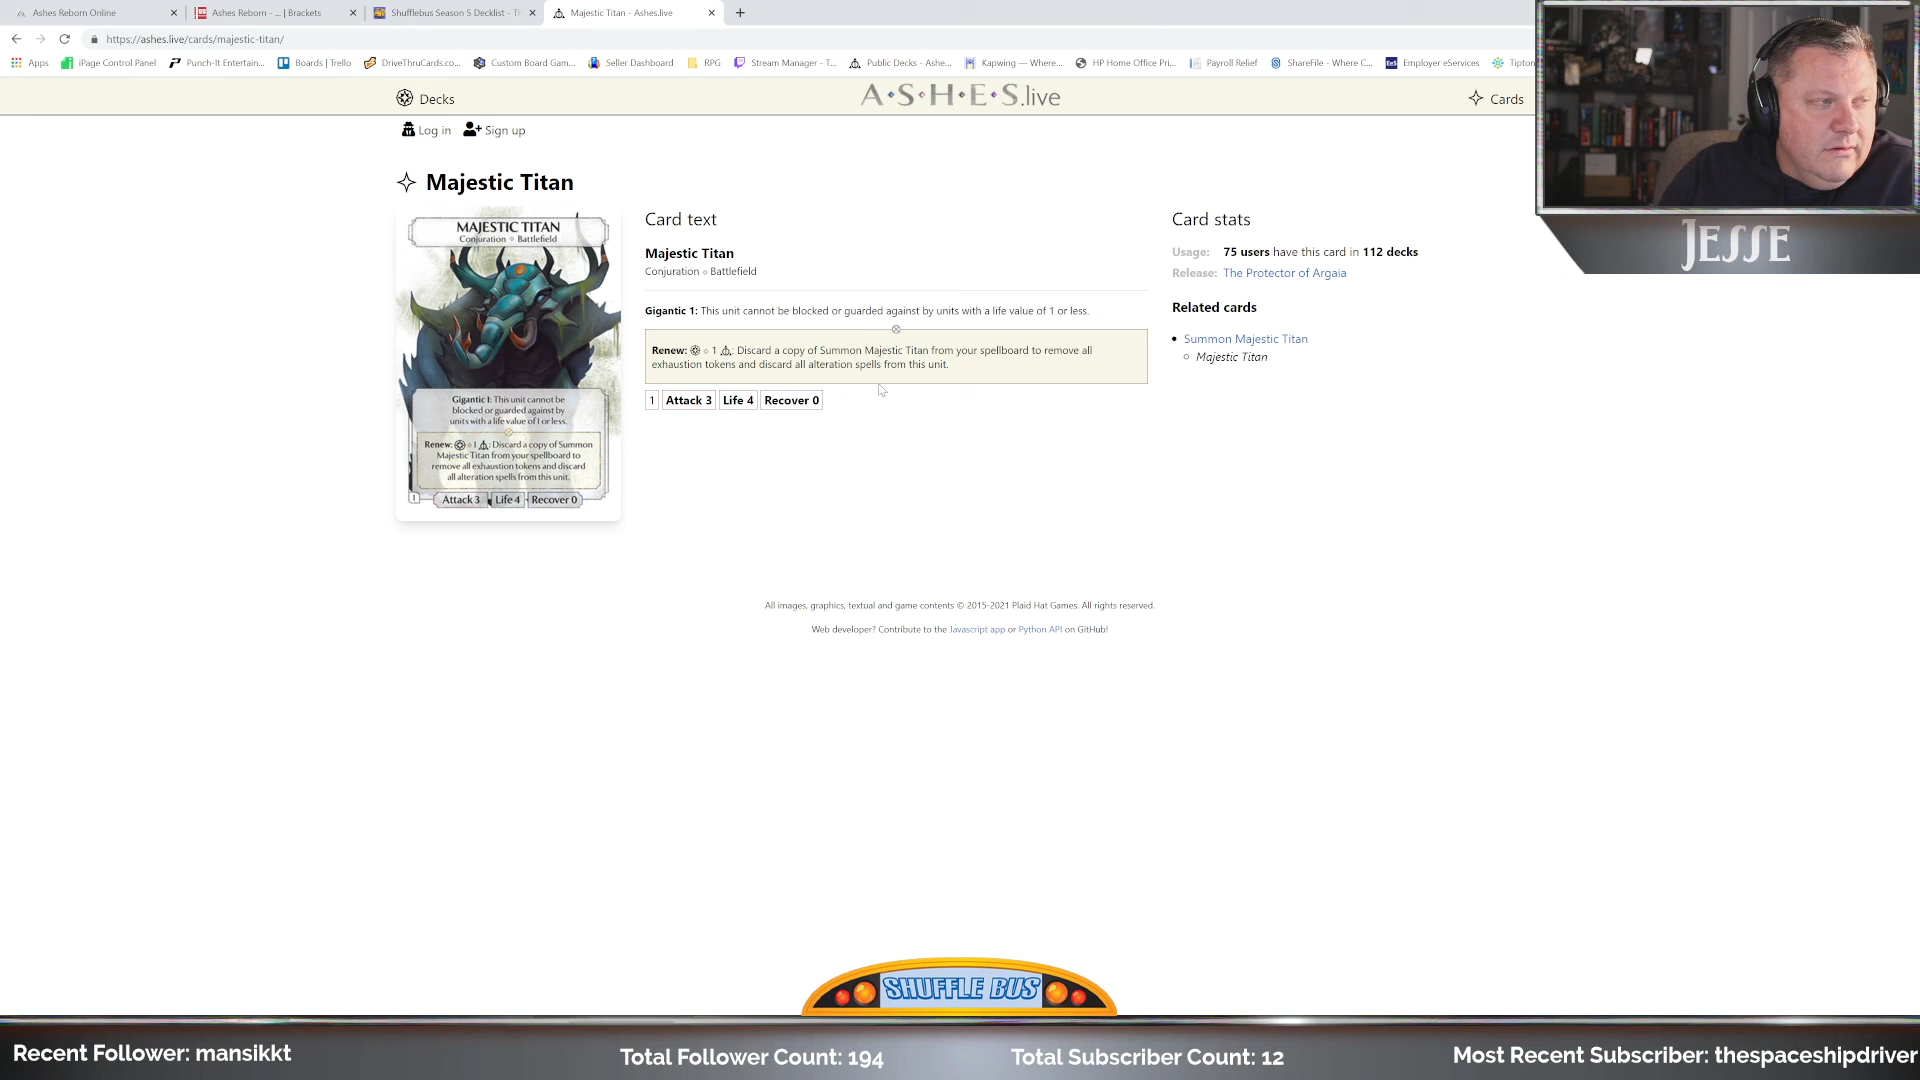 Ashes Reborn Online
Ashes Reborn - ... | Brackets
Shufflebus Season 5 Decklist - Th
Majestic Titan - Ashes.live
https://ashes.live/cards/majestic-titan/
Apps
iPage Control Panel
Punch-It Entertain...
Boards | Trello
DriveThruCards.co...
Custom Board Gam...
Seller Dashboard
RPG
Stream Manager - T...
Public Decks - Ashe...
Kapwing — Where...
HP Home Office Pri...
Payroll Relief
ShareFile - Where C...
Employer eServices
Tipton
Decks
A·S·H·E·S.live
Cards
Log in
Sign up
Majestic Titan
MAJESTIC TITAN
Conjuration ◦ Battlefield
Gigantic 1: This unit cannot be
blocked or guarded against by
units with a life value of 1 or less.
Renew: ◦ 1 : Discard a copy of Summon
Majestic Titan from your spellboard to
remove all exhaustion tokens and discard
all alteration spells from this unit.
1
Attack 3
Life 4
Recover 0
Card text
Majestic Titan
Conjuration ◦ Battlefield
Gigantic 1: This unit cannot be blocked or guarded against by units with a life value of 1 or less.
Renew: ◦ 1 : Discard a copy of Summon Majestic Titan from your spellboard to remove all
exhaustion tokens and discard all alteration spells from this unit.
1 Attack 3 Life 4 Recover 0
Card stats
Usage: 75 users have this card in 112 decks
Release: The Protector of Argaia
Related cards
Summon Majestic Titan
Majestic Titan
JESSE
All images, graphics, textual and game contents © 2015-2021 Plaid Hat Games. All rights reserved.
Web developer? Contribute to the Javascript app or Python API on GitHub!
SHUFFLE BUS
Recent Follower: mansikkt
Total Follower Count: 194
Total Subscriber Count: 12
Most Recent Subscriber: thespaceshipdriver